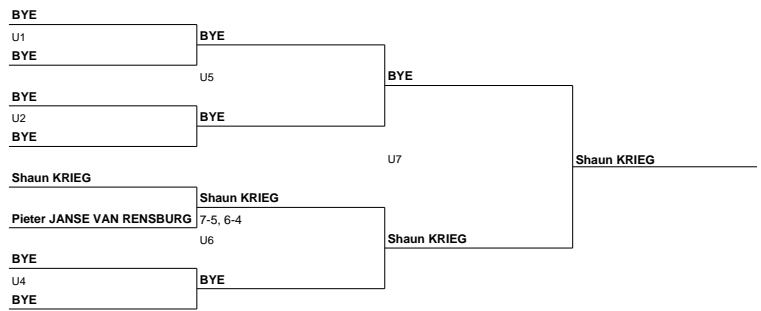 BYE
U1
BYE
BYE
U5
BYE
BYE
U2
BYE
BYE
U7
Shaun KRIEG
Shaun KRIEG
Shaun KRIEG
Pieter JANSE VAN RENSBURG
7-5, 6-4
U6
Shaun KRIEG
BYE
U4
BYE
BYE